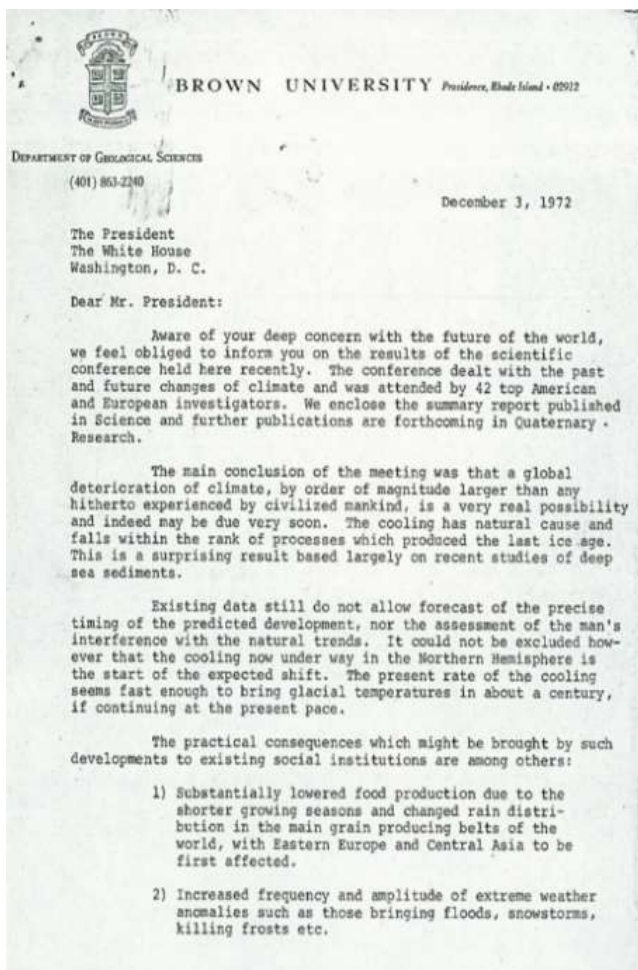 BROWN UNIVERSITY Providence, Rhode Island • 02912
DEPARTMENT OF GEOLOGICAL SCIENCES
(401) 863-2240
December 3, 1972
The President
The White House
Washington, D. C.
Dear Mr. President:
Aware of your deep concern with the future of the world,
we feel obliged to inform you on the results of the scientific
conference held here recently. The conference dealt with the past
and future changes of climate and was attended by 42 top American
and European investigators. We enclose the summary report published
in Science and further publications are forthcoming in Quaternary
Research.
The main conclusion of the meeting was that a global
deterioration of climate, by order of magnitude larger than any
hitherto experienced by civilized mankind, is a very real possibility
and indeed may be due very soon. The cooling has natural cause and
falls within the rank of processes which produced the last ice age.
This is a surprising result based largely on recent studies of deep
sea sediments.
Existing data still do not allow forecast of the precise
timing of the predicted development, nor the assessment of the man's
interference with the natural trends. It could not be excluded how-
ever that the cooling now under way in the Northern Hemisphere is
the start of the expected shift. The present rate of the cooling
seems fast enough to bring glacial temperatures in about a century,
if continuing at the present pace.
The practical consequences which might be brought by such
developments to existing social institutions are among others:
1) Substantially lowered food production due to the
shorter growing seasons and changed rain distri-
bution in the main grain producing belts of the
world, with Eastern Europe and Central Asia to be
first affected.
2) Increased frequency and amplitude of extreme weather
anomalies such as those bringing floods, snowstorms,
killing frosts etc.